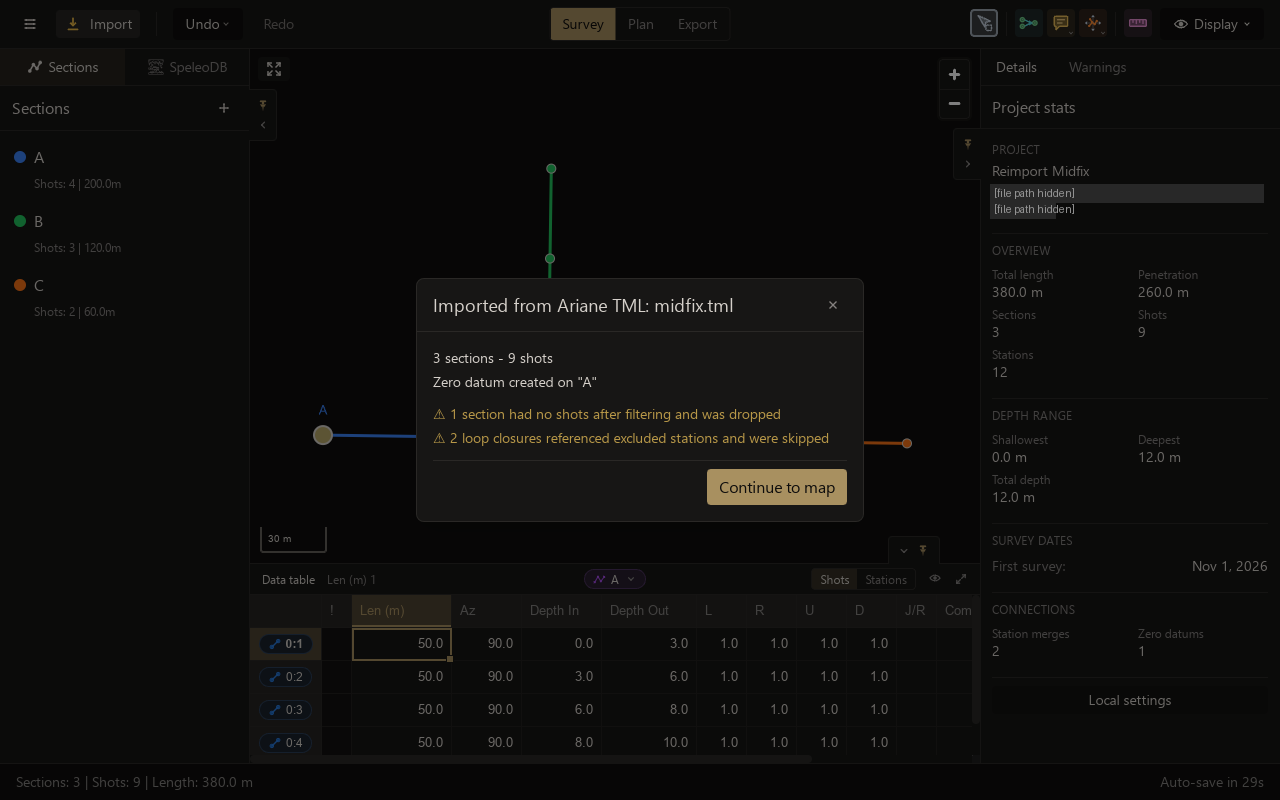 Import
Undo
Redo
Survey
Plan
Export
Display
Sections
SpeleoDB
Sections
A
Shots: 4 | 200.0m
B
Shots: 3 | 120.0m
C
Shots: 2 | 60.0m
A
30 m
Imported from Ariane TML: midfix.tml
3 sections - 9 shots
Zero datum created on "A"
⚠ 1 section had no shots after filtering and was dropped
⚠ 2 loop closures referenced excluded stations and were skipped
Continue to map
Data table Len (m) 1
A
Shots
Stations
! Len (m) Az Depth In Depth Out L R U D J/R Com
0:1 50.0 90.0 0.0 3.0 1.0 1.0 1.0 1.0
0:2 50.0 90.0 3.0 6.0 1.0 1.0 1.0 1.0
0:3 50.0 90.0 6.0 8.0 1.0 1.0 1.0 1.0
0:4 50.0 90.0 8.0 10.0 1.0 1.0 1.0 1.0
Details
Warnings
Project stats
PROJECT
Reimport Midfix
[file path hidden]
[file path hidden]
OVERVIEW
Total length Penetration
380.0 m 260.0 m
Sections Shots
3 9
Stations
12
DEPTH RANGE
Shallowest Deepest
0.0 m 12.0 m
Total depth
12.0 m
SURVEY DATES
First survey: Nov 1, 2026
CONNECTIONS
Station merges Zero datums
2 1
Local settings
Sections: 3 | Shots: 9 | Length: 380.0 m
Auto-save in 29s